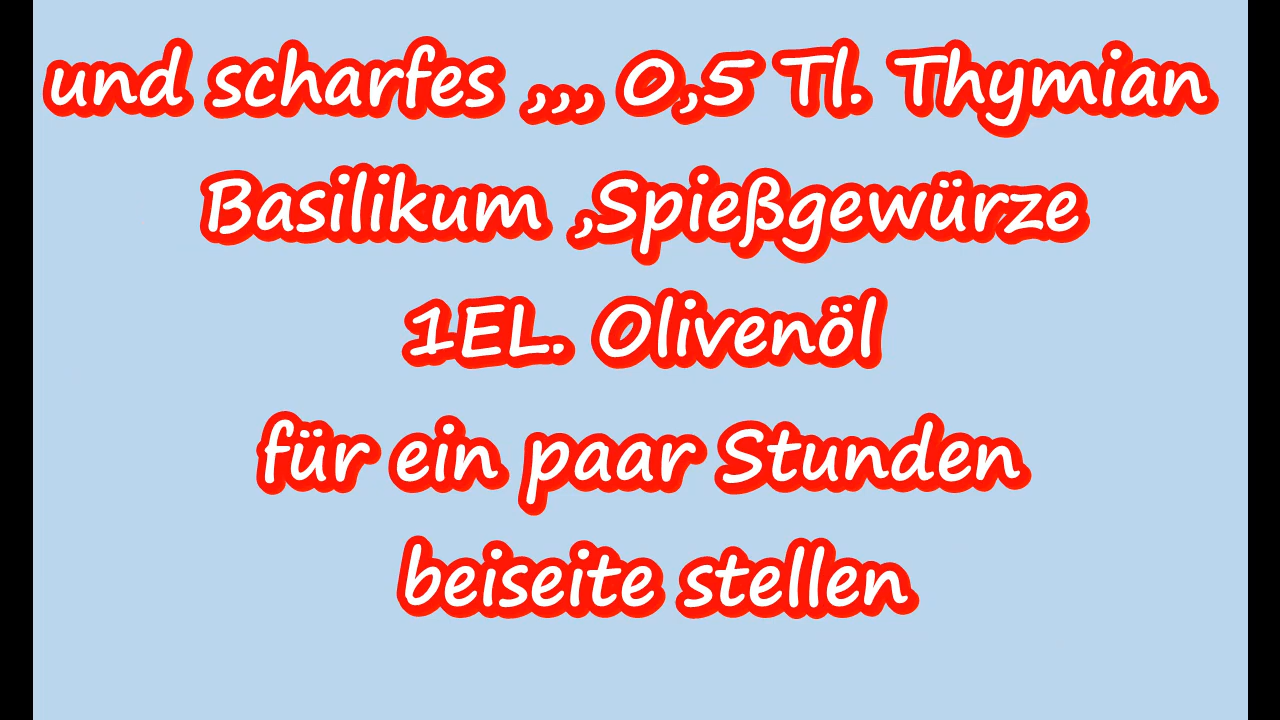 und scharfes ,,, 0,5 Tl. Thymian
Basilikum ,Spießgewürze
1EL. Olivenöl
für ein paar Stunden
beiseite stellen